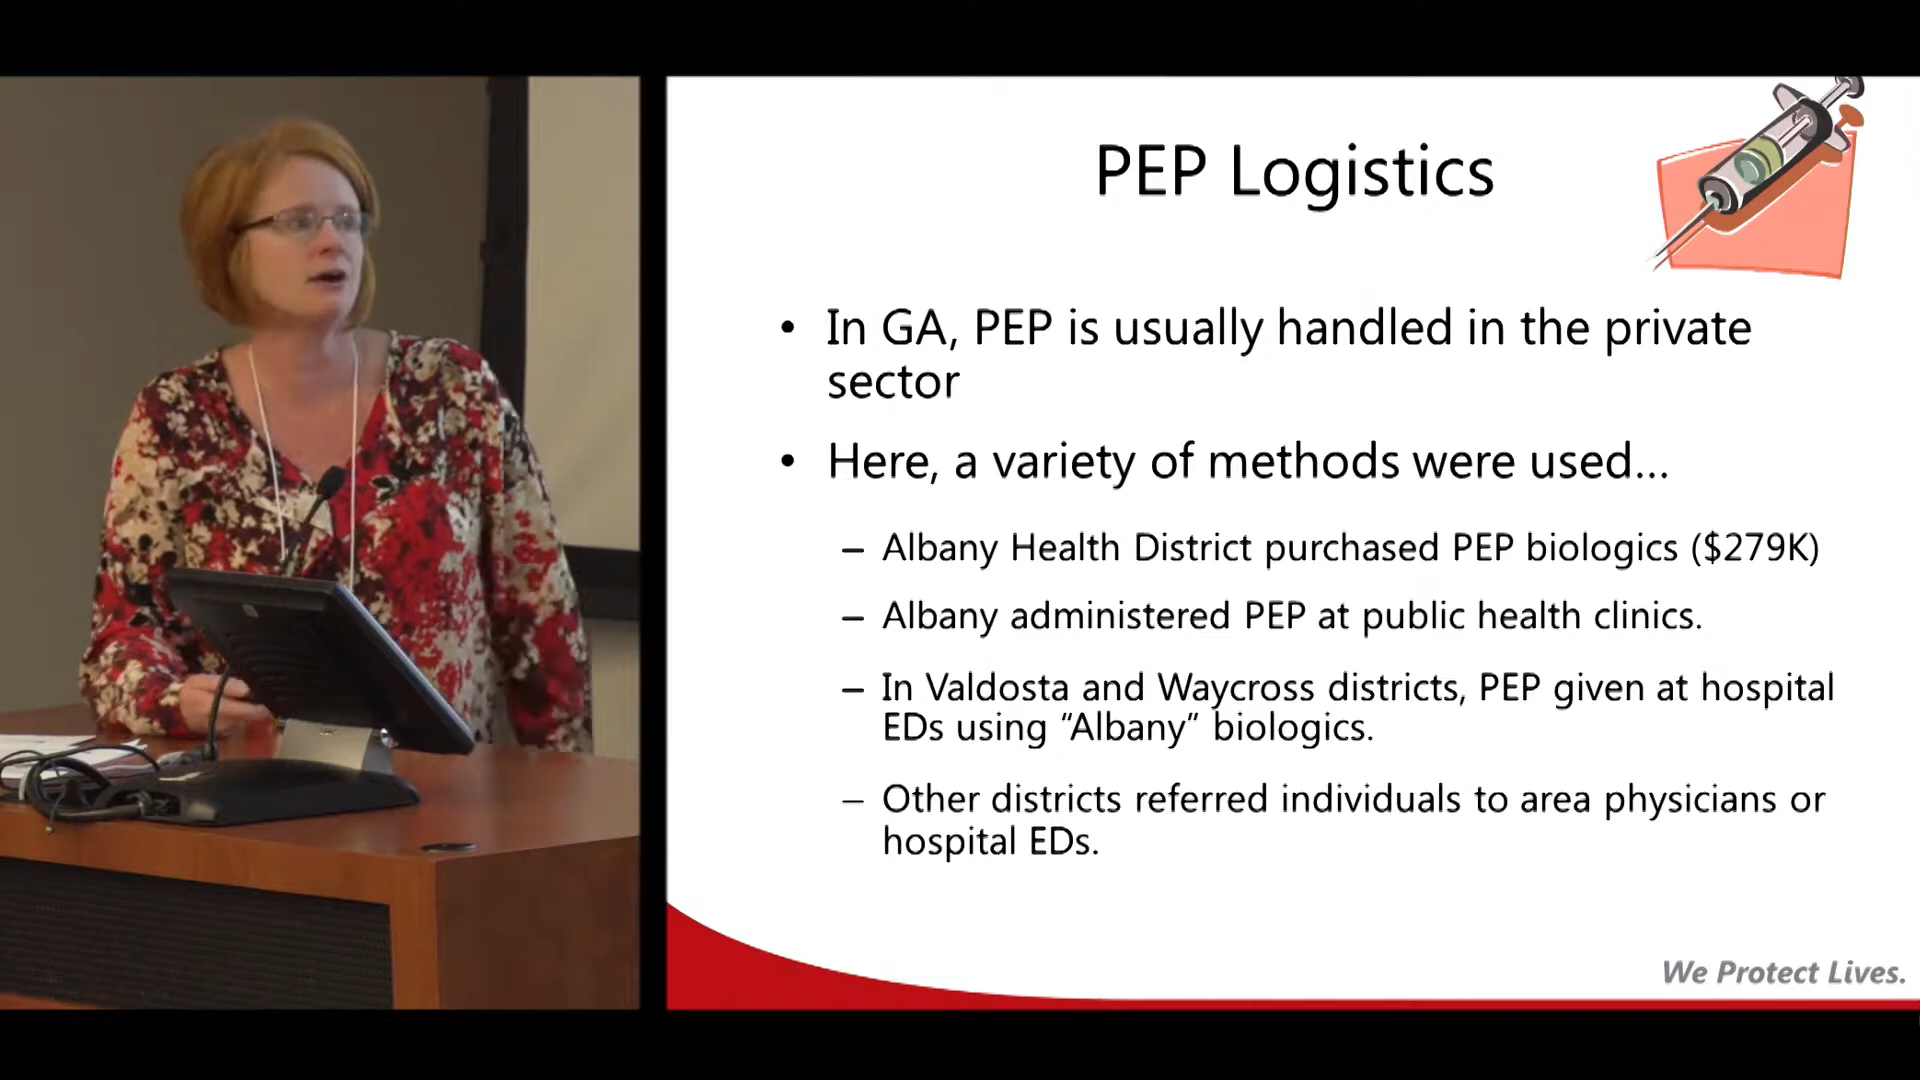 PEP Logistics
• In GA, PEP is usually handled in the private
sector
• Here, a variety of methods were used...
– Albany Health District purchased PEP biologics ($279K)
– Albany administered PEP at public health clinics.
– In Valdosta and Waycross districts, PEP given at hospital
EDs using “Albany” biologics.
– Other districts referred individuals to area physicians or
hospital EDs.
We Protect Lives.